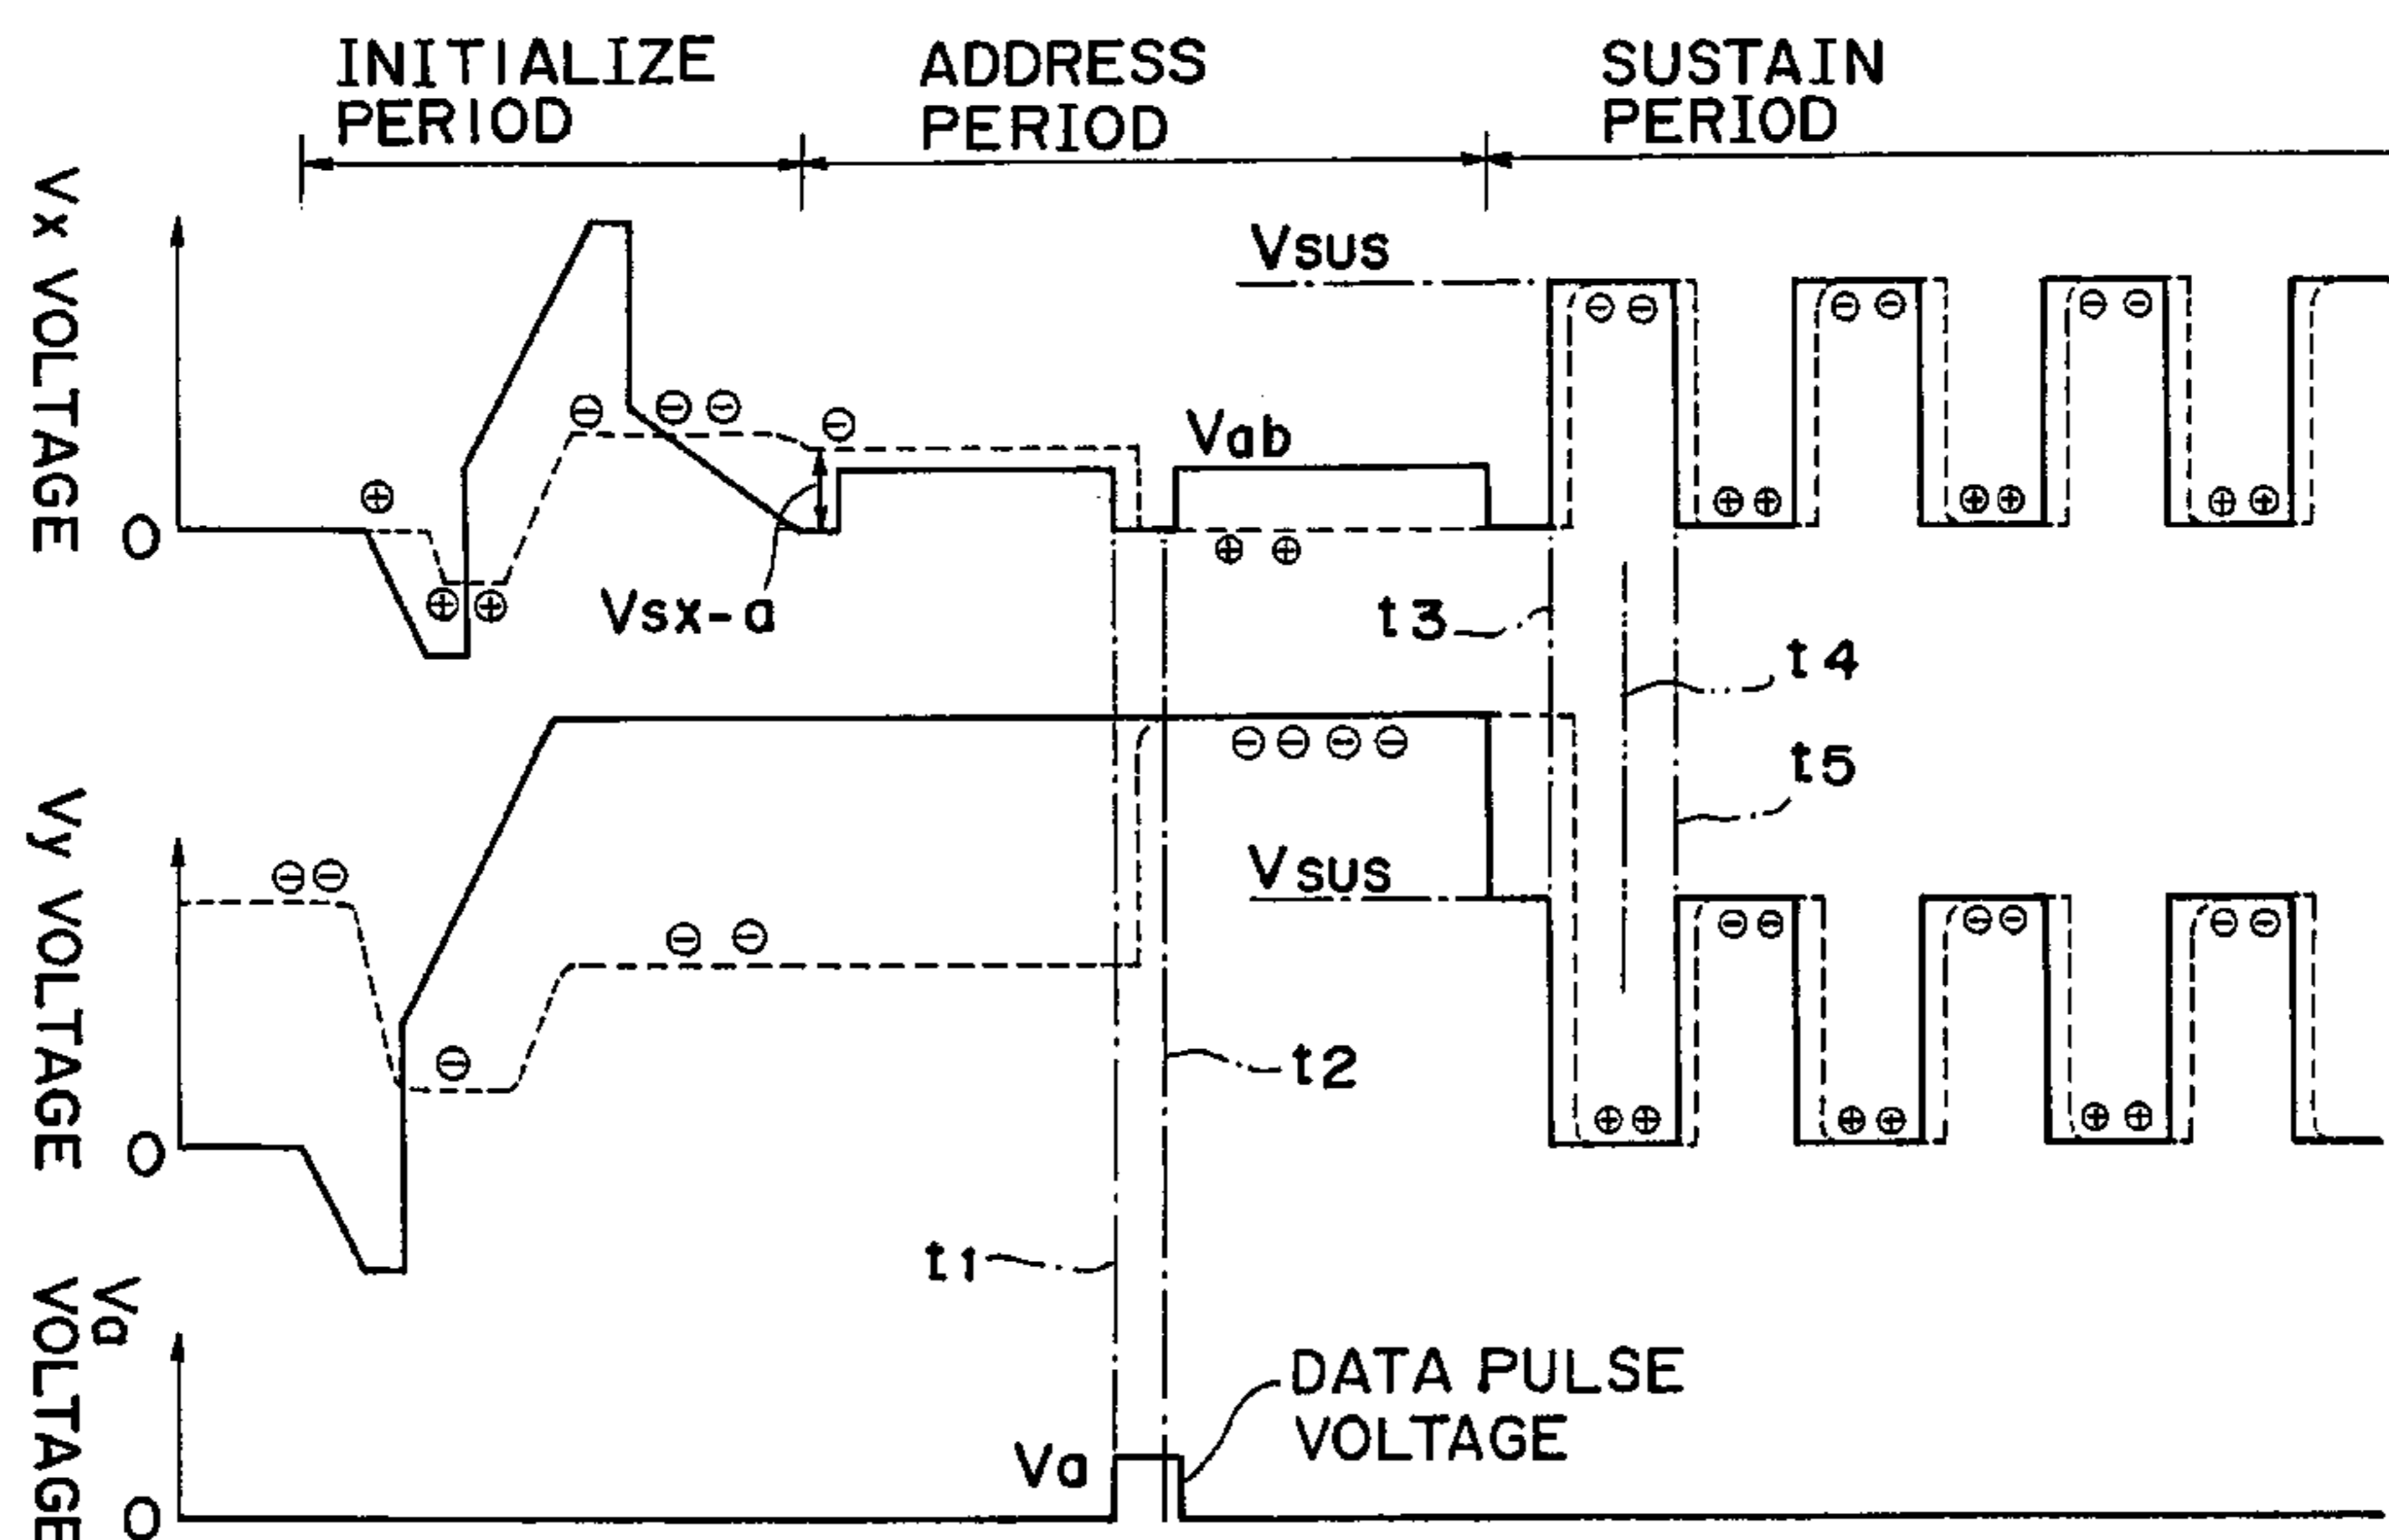 INITIALIZE
PERIOD
ADDRESS
PERIOD
SUSTAIN
PERIOD
Vx VOLTAGE
0
Vsus
Vab
Vsx-a
t3
t4
t5
Vy VOLTAGE
0
Vsus
t2
t1
Va
VOLTAGE
0
Va
DATA PULSE
VOLTAGE